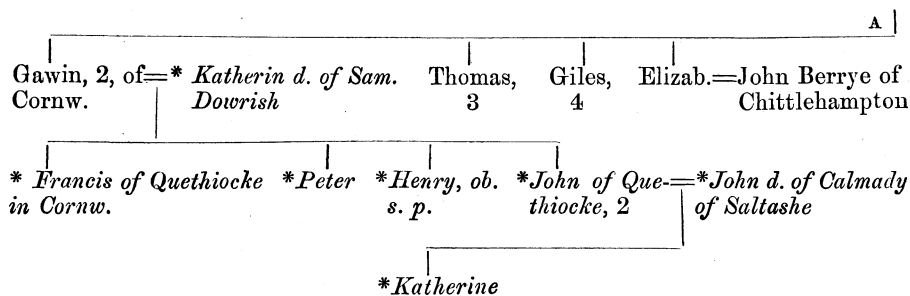 A
Gawin, 2, of=* Katherin d. of Sam. Thomas, Giles, Elizab.=John Berrye of
Cornw. Dowrish 3 4 Chittlehampton
* Francis of Quethiocke *Peter *Henry, ob. *John of Que-=*John d. of Calmady
in Cornw. s. p. thiocke, 2 of Saltashe
*Katherine